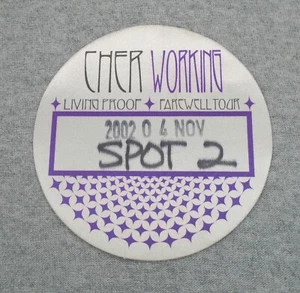 CHER WORKING
LIVING PROOF ✦ FAREWELL TOUR
2002 0 4 NOV
SPOT 2